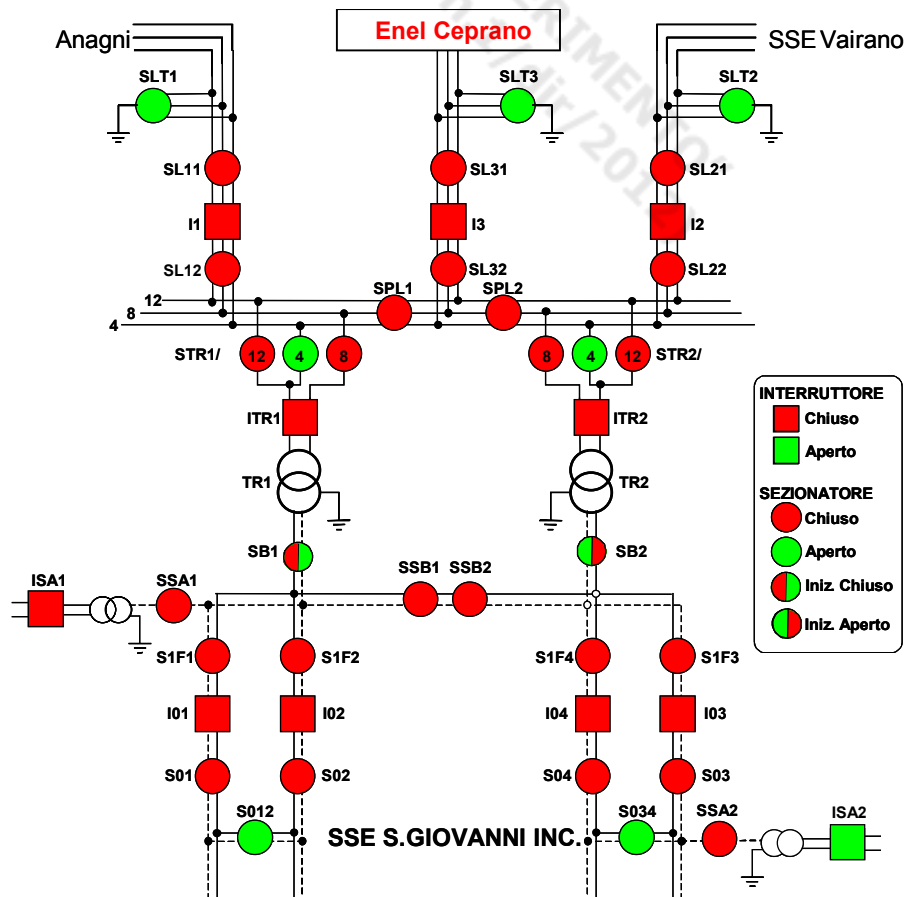 Anagni
Enel Ceprano
SSE Vairano
SLT1
SLT3
SLT2
SL11
SL31
SL21
I1
I3
I2
SL12
SL32
SL22
SPL1
SPL2
12
8
4
STR1/
12
4
8
8
4
12
STR2/
ITR1
ITR2
TR1
TR2
SB1
SB2
SSB1
SSB2
ISA1
SSA1
S1F1
S1F2
S1F4
S1F3
I01
I02
I04
I03
S01
S02
S04
S03
S012
SSE S.GIOVANNI INC.
S034
SSA2
ISA2
INTERRUTTORE
Chiuso
Aperto
SEZIONATORE
Chiuso
Aperto
Iniz. Chiuso
Iniz. Aperto